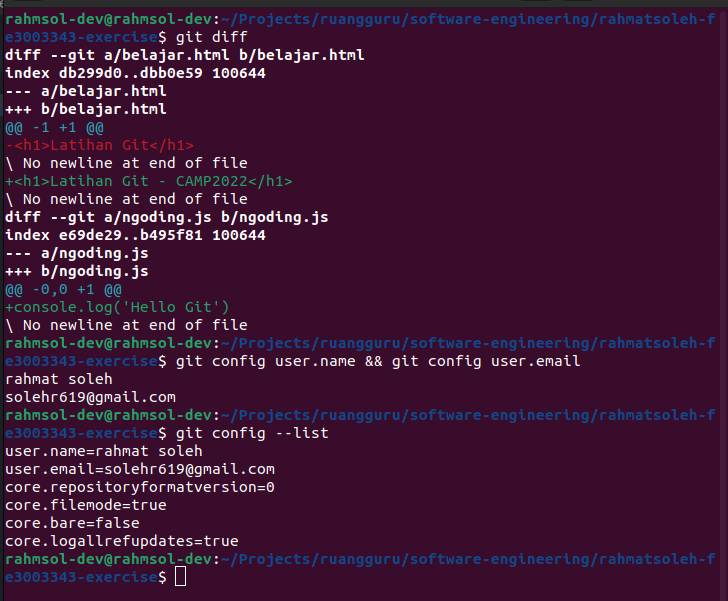 rahmsol-dev@rahmsol-dev:~/Projects/ruangguru/software-engineering/rahmatsoleh-f
e3003343-exercise$ git diff
diff --git a/belajar.html b/belajar.html
index db299d0..dbb0e59 100644
--- a/belajar.html
+++ b/belajar.html
@@ -1 +1 @@
-<h1>Latihan Git</h1>
\ No newline at end of file
+<h1>Latihan Git - CAMP2022</h1>
\ No newline at end of file
diff --git a/ngoding.js b/ngoding.js
index e69de29..b495f81 100644
--- a/ngoding.js
+++ b/ngoding.js
@@ -0,0 +1 @@
+console.log('Hello Git')
\ No newline at end of file
rahmsol-dev@rahmsol-dev:~/Projects/ruangguru/software-engineering/rahmatsoleh-f
e3003343-exercise$ git config user.name && git config user.email
rahmat soleh
solehr619@gmail.com
rahmsol-dev@rahmsol-dev:~/Projects/ruangguru/software-engineering/rahmatsoleh-f
e3003343-exercise$ git config --list
user.name=rahmat soleh
user.email=solehr619@gmail.com
core.repositoryformatversion=0
core.filemode=true
core.bare=false
core.logallrefupdates=true
rahmsol-dev@rahmsol-dev:~/Projects/ruangguru/software-engineering/rahmatsoleh-f
e3003343-exercise$